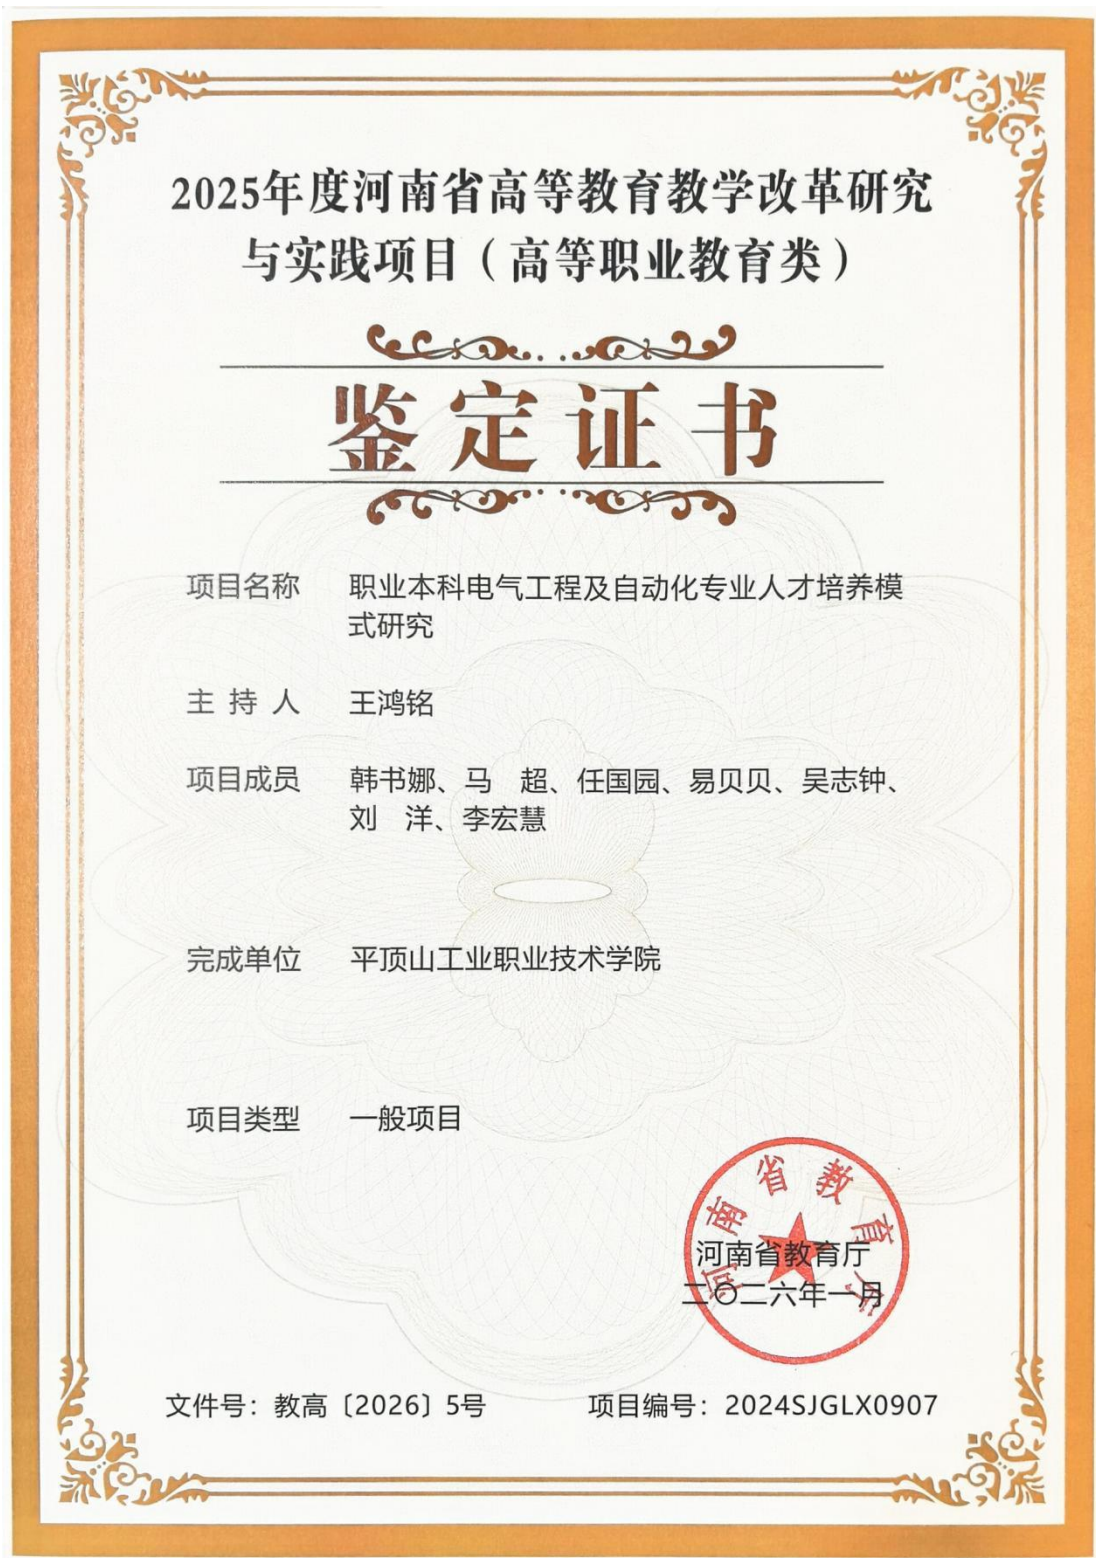 2025年度河南省高等教育教学改革研究
与实践项目（高等职业教育类）
鉴定证书
项目名称 职业本科电气工程及自动化专业人才培养模
式研究
主持人 王鸿铭
项目成员 韩书娜、马　超、任国园、易贝贝、吴志钟、
刘　洋、李宏慧
完成单位 平顶山工业职业技术学院
项目类型 一般项目
河南省教育厅
河南省教育厅
二〇二六年一月
文件号：教高〔2026〕5号 项目编号：2024SJGLX0907